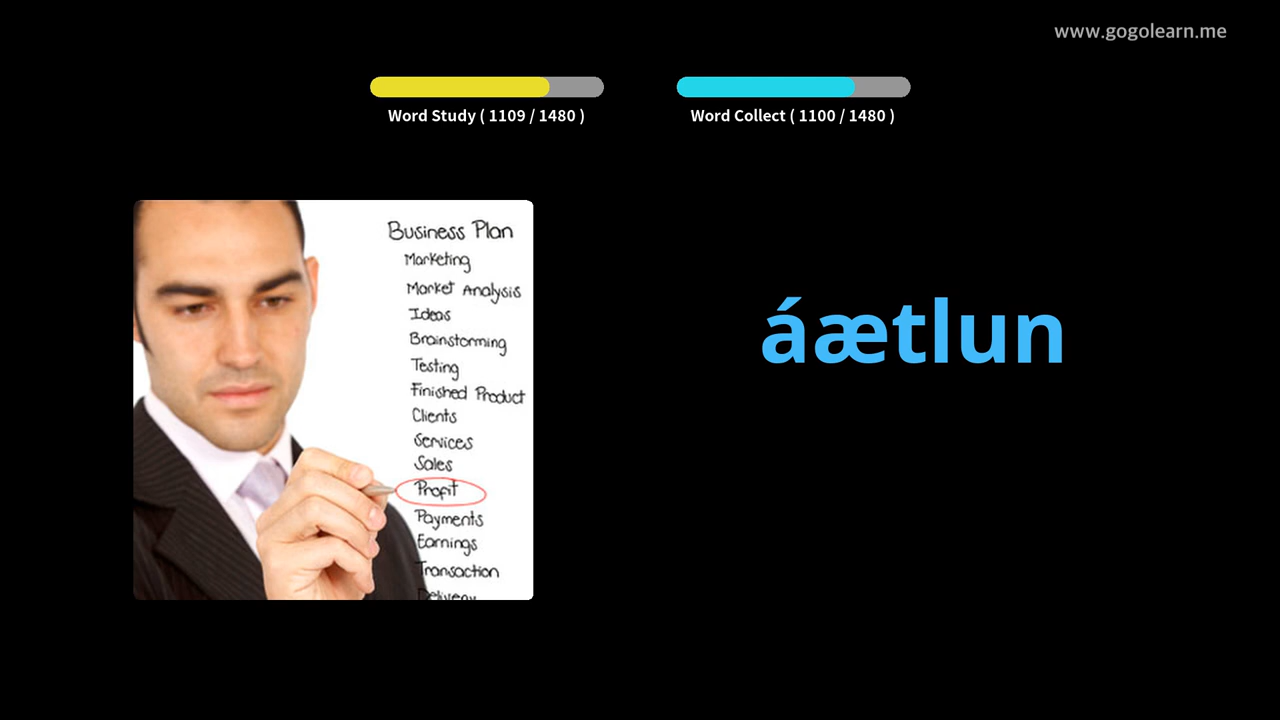 www.gogolearn.me
Word Study ( 1109 / 1480 )
Word Collect ( 1100 / 1480 )
Business Plan
Marketing
Market Analysis
Ideas
Brainstorming
Testing
Finished Product
Clients
Services
Sales
Profit
Payments
Earnings
Transaction
Delivery
áætlun